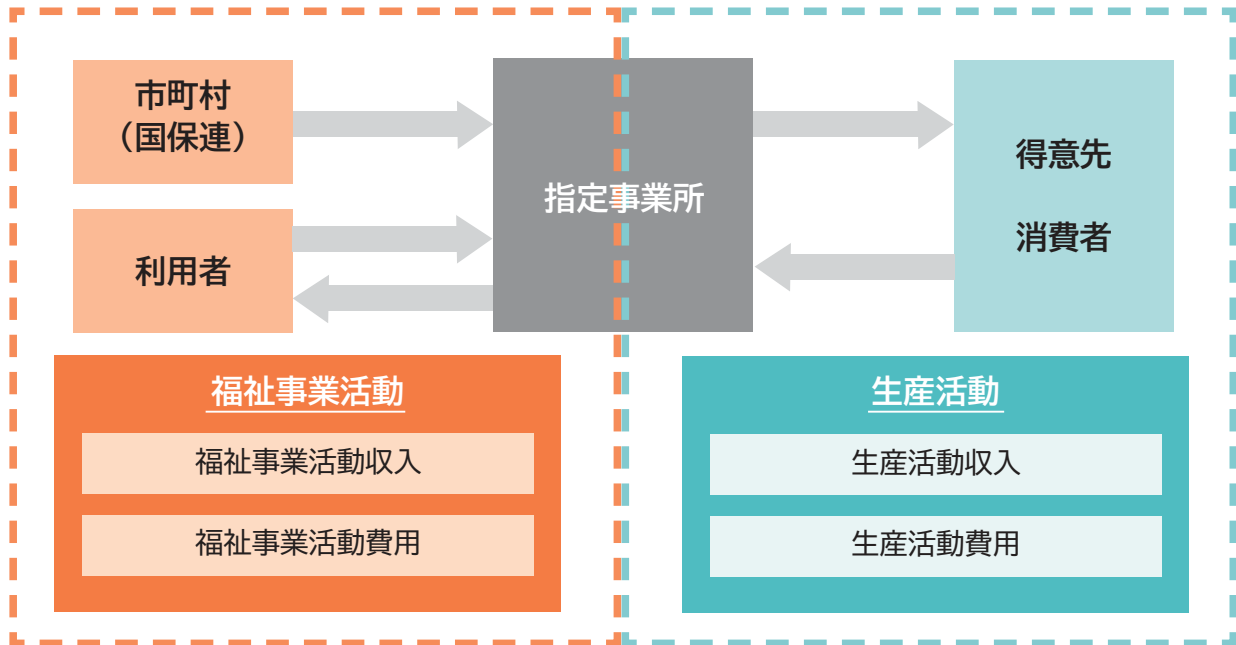 市町村
（国保連）
利用者
指定事業所
得意先
消費者
福祉事業活動
福祉事業活動収入
福祉事業活動費用
生産活動
生産活動収入
生産活動費用